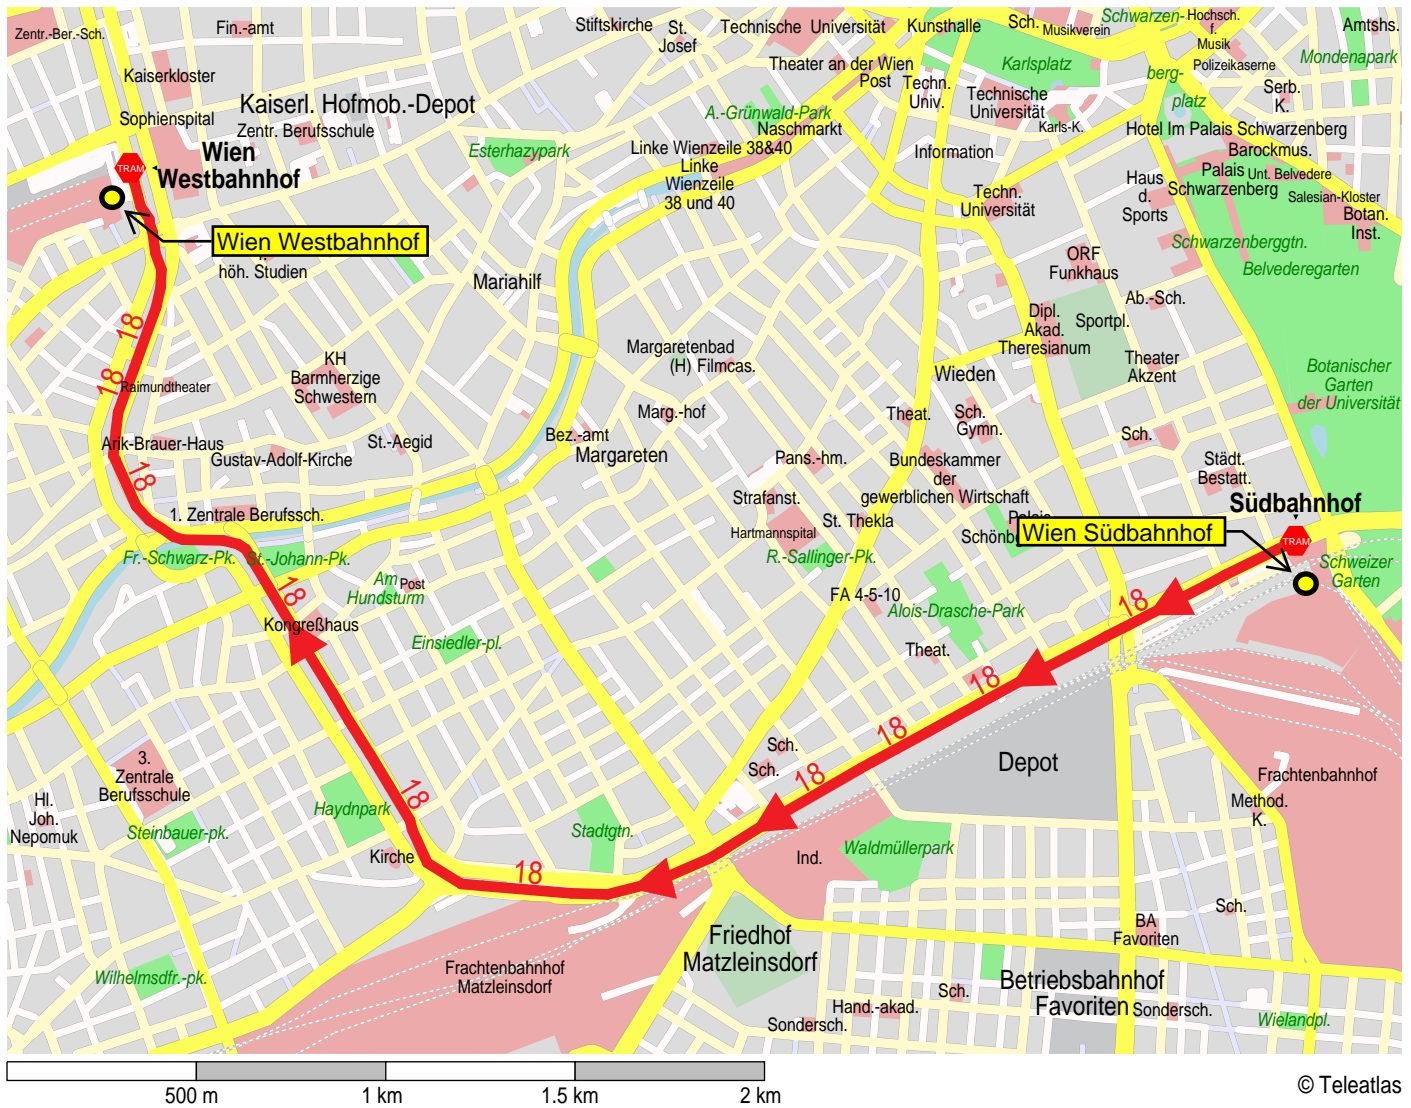 Zentr.-Ber.-Sch.
Fin.-amt
Stiftskirche
St.
Josef
Technische Universität
Kunsthalle
Sch.
Musikverein
Schwarzen-
berg-
platz
Hochsch.
f.
Musik
Polizeikaserne
Amtshs.
Mondenapark
Kaiserkloster
Theater an der Wien
Post
Techn.
Univ.
Karlsplatz
Technische
Universität
Karls-K.
Serb.
K.
Sophienspital
Kaiserl. Hofmob.-Depot
Zentr. Berufsschule
A.-Grünwald-Park
Naschmarkt
Esterhazypark
Linke Wienzeile 38&40
Linke
Wienzeile
38 und 40
Information
Hotel Im Palais Schwarzenberg
Barockmus.
Palais
Schwarzenberg
Unt. Belvedere
Salesian-Kloster
Botan.
Inst.
Haus
d.
Sports
Techn.
Universität
TRAM
Wien
Westbahnhof
Wien Westbahnhof
höh. Studien
Mariahilf
ORF
Funkhaus
Schwarzenberggtn.
Belvederegarten
Ab.-Sch.
Dipl.
Akad.
Theresianum
Sportpl.
Theater
Akzent
18
18
Raimundtheater
KH
Barmherzige
Schwestern
Margaretenbad
(H) Filmcas.
Wieden
Botanischer
Garten
der Universität
Marg.-hof
Theat.
Sch.
Gymn.
Sch.
Arik-Brauer-Haus
Gustav-Adolf-Kirche
St.-Aegid
Bez.-amt
Margareten
Pans.-hm.
Bundeskammer
der
gewerblichen Wirtschaft
Städt.
Bestatt.
18
Strafanst.
Hartmannspital
St. Thekla
Palais
Südbahnhof
TRAM
Wien Südbahnhof
1. Zentrale Berufssch.
Fr.-Schwarz-Pk.
St.-Johann-Pk.
R.-Sallinger-Pk.
Schweizer
Garten
Am
Hundsturm
Post
18
Kongreßhaus
Einsiedler-pl.
FA 4-5-10
Alois-Drasche-Park
Theat.
18
18
18
18
18
18
Sch.
Sch.
3.
Zentrale
Berufsschule
Hl.
Joh.
Nepomuk
Steinbauer-pk.
Haydnpark
Kirche
Stadtgtn.
Ind.
Waldmüllerpark
Depot
Frachtenbahnhof
Method.
K.
Sch.
BA
Favoriten
Friedhof
Matzleinsdorf
Frachtenbahnhof
Matzleinsdorf
Wilhelmsdfr.-pk.
Betriebsbahnhof
Favoriten
Sch.
Hand.-akad.
Sondersch.
Sondersch.
Wielandpl.
500 m
1 km
1.5 km
2 km
© Teleatlas